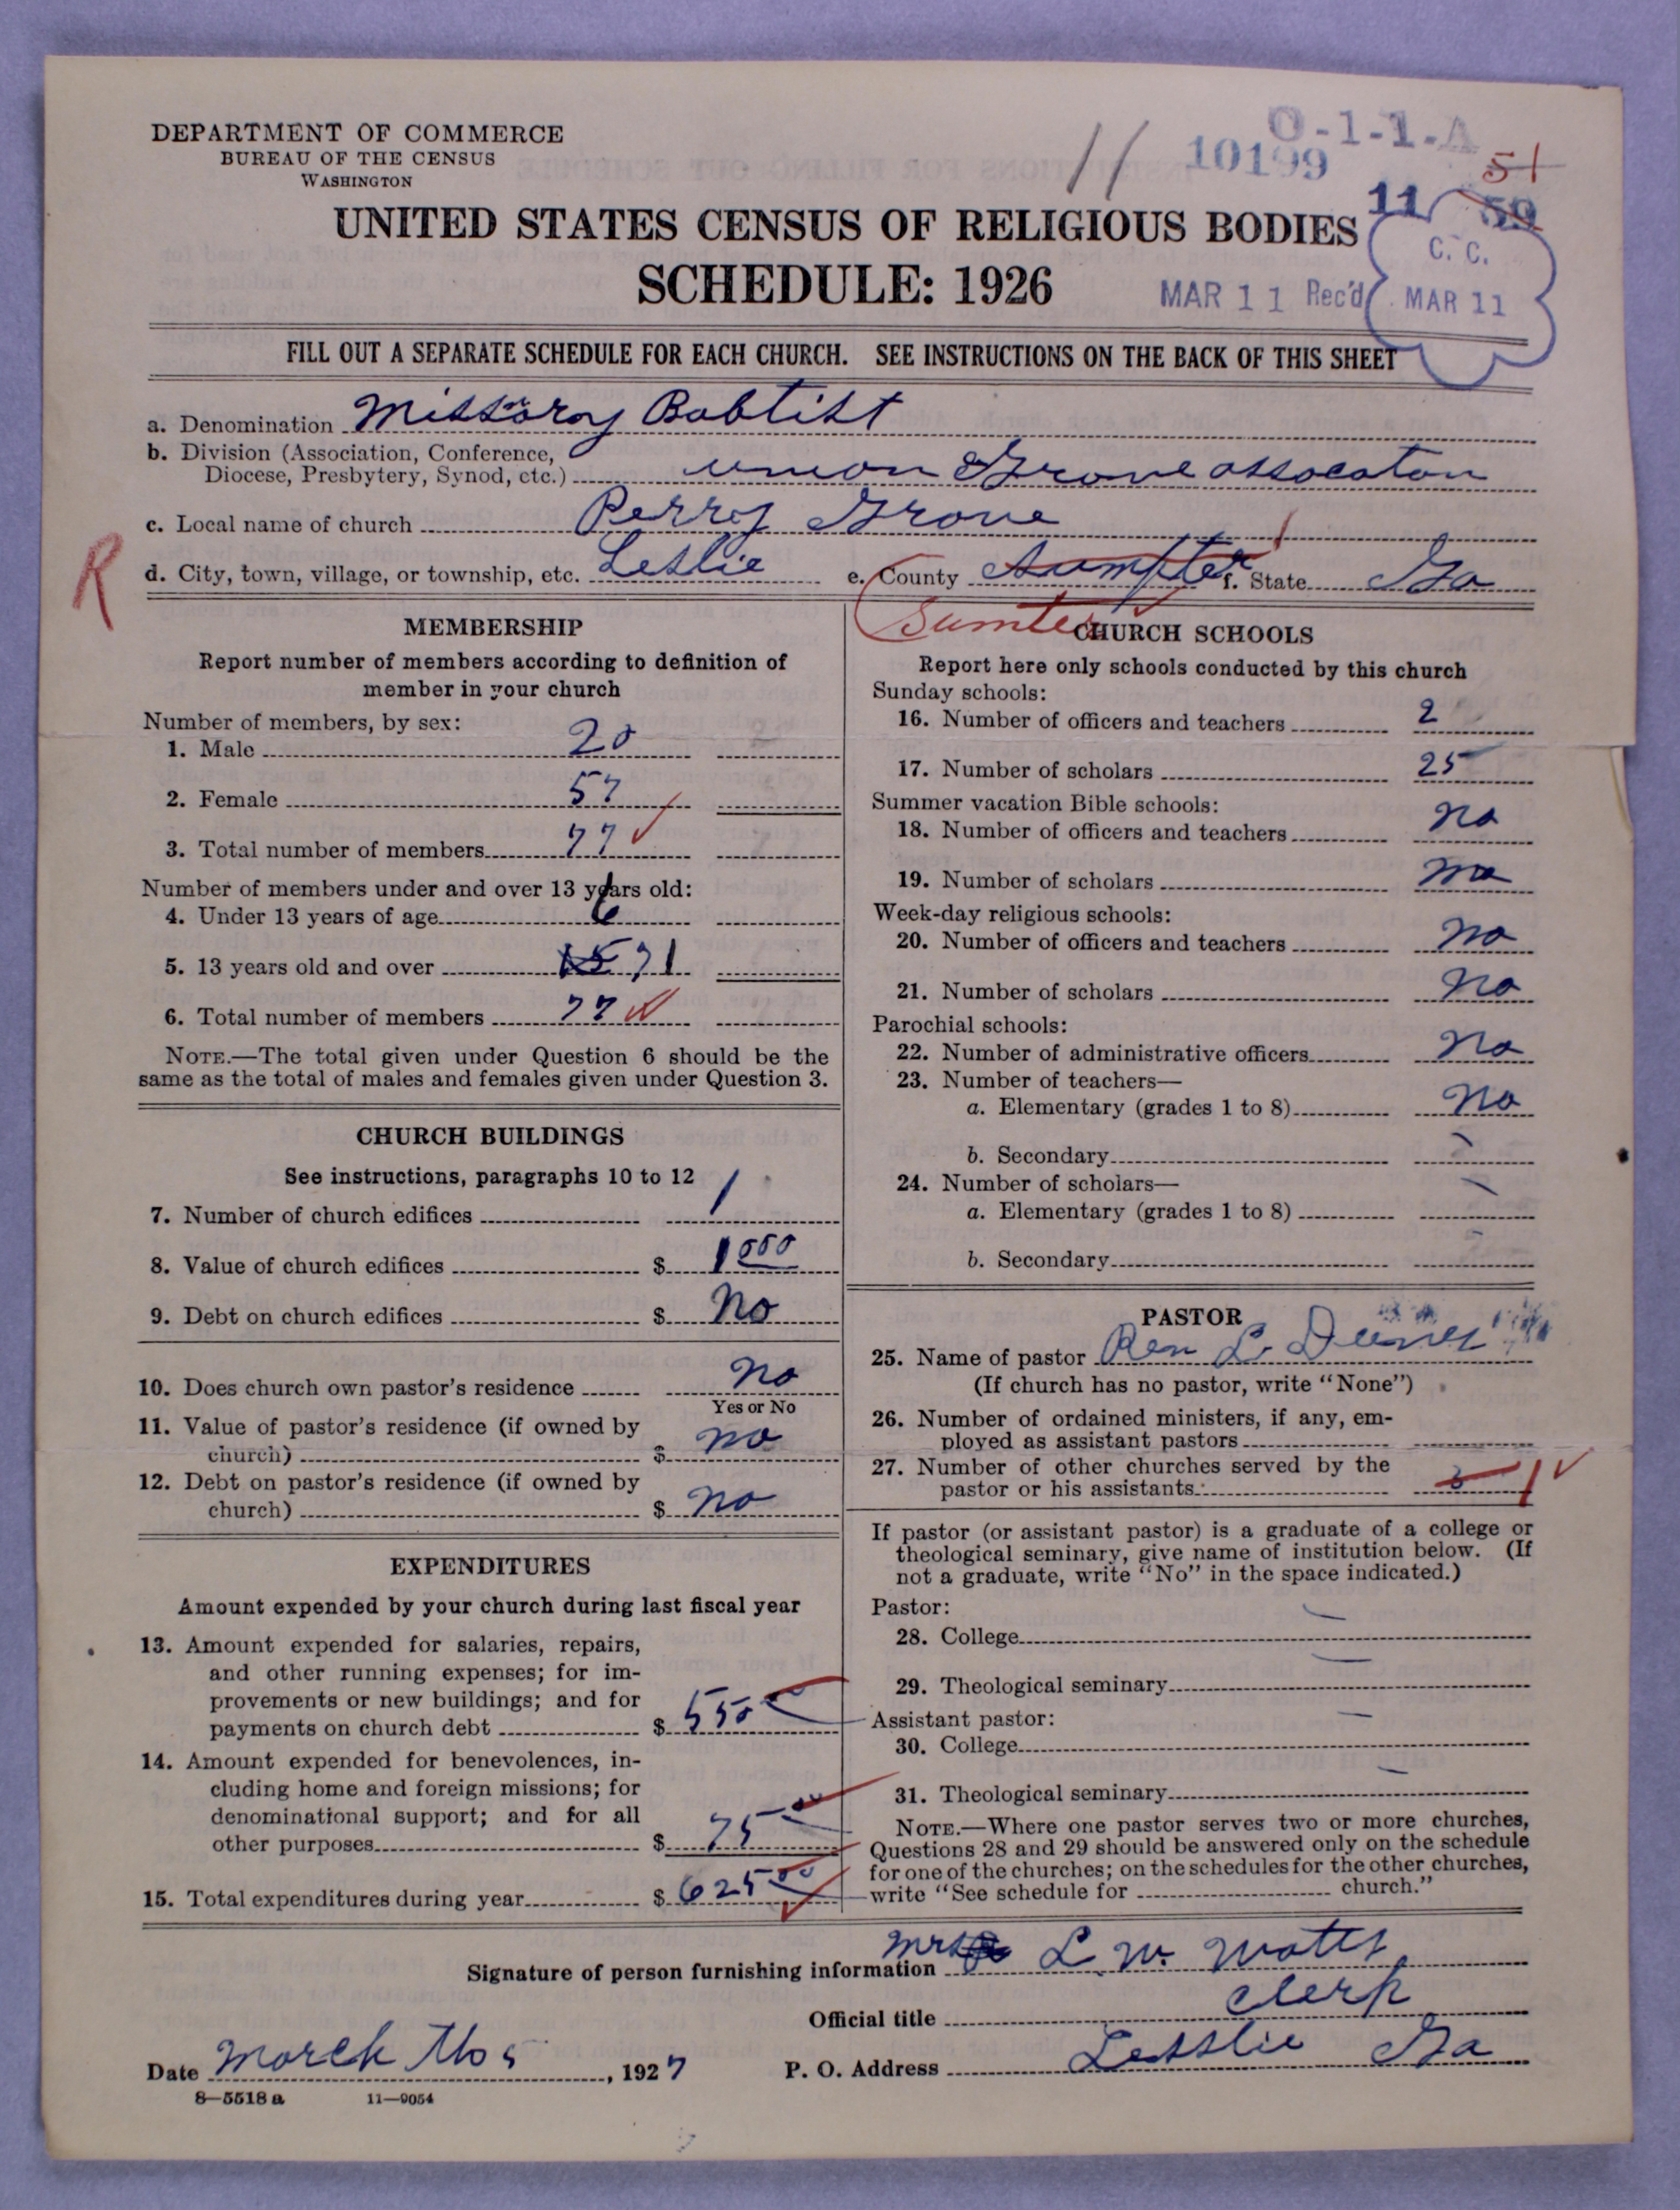 DEPARTMENT OF COMMERCE
BUREAU OF THE CENSUS
WASHINGTON
11
10199
O-1-1-A
51
11 50
UNITED STATES CENSUS OF RELIGIOUS BODIES
SCHEDULE: 1926
MAR 11 Rec'd
C. C.
MAR 11
FILL OUT A SEPARATE SCHEDULE FOR EACH CHURCH. SEE INSTRUCTIONS ON THE BACK OF THIS SHEET
a. Denomination Missorory Babtist
b. Division (Association, Conference,
Diocese, Presbytery, Synod, etc.) union Grove assocaton
c. Local name of church Perry Grove
R
d. City, town, village, or township, etc. Leslie e. County Sumpter f. State Ga
Sumter
MEMBERSHIP
Report number of members according to definition of
member in your church
Number of members, by sex:
1. Male 20
2. Female 57
3. Total number of members 77
Number of members under and over 13 years old:
4. Under 13 years of age 6
5. 13 years old and over 71
6. Total number of members 77
NOTE.—The total given under Question 6 should be the
same as the total of males and females given under Question 3.
CHURCH BUILDINGS
See instructions, paragraphs 10 to 12
7. Number of church edifices 1
8. Value of church edifices $ 1000
9. Debt on church edifices $ No
10. Does church own pastor's residence no
Yes or No
11. Value of pastor's residence (if owned by
church) $ no
12. Debt on pastor's residence (if owned by
church) $ no
EXPENDITURES
Amount expended by your church during last fiscal year
13. Amount expended for salaries, repairs,
and other running expenses; for im-
provements or new buildings; and for
payments on church debt $ 550 00
14. Amount expended for benevolences, in-
cluding home and foreign missions; for
denominational support; and for all
other purposes $ 75 00
15. Total expenditures during year $ 625 00
CHURCH SCHOOLS
Report here only schools conducted by this church
Sunday schools:
16. Number of officers and teachers 2
17. Number of scholars 25
Summer vacation Bible schools:
18. Number of officers and teachers no
19. Number of scholars no
Week-day religious schools:
20. Number of officers and teachers no
21. Number of scholars no
Parochial schools:
22. Number of administrative officers no
23. Number of teachers—
a. Elementary (grades 1 to 8) no
b. Secondary
24. Number of scholars—
a. Elementary (grades 1 to 8)
b. Secondary
PASTOR
25. Name of pastor Rev L.
(If church has no pastor, write "None")
26. Number of ordained ministers, if any, em-
ployed as assistant pastors
27. Number of other churches served by the
pastor or his assistants 3 1
If pastor (or assistant pastor) is a graduate of a college or
theological seminary, give name of institution below. (If
not a graduate, write "No" in the space indicated.)
Pastor:
28. College
29. Theological seminary
Assistant pastor:
30. College
31. Theological seminary
NOTE.—Where one pastor serves two or more churches,
Questions 28 and 29 should be answered only on the schedule
for one of the churches; on the schedules for the other churches,
write "See schedule for church."
Signature of person furnishing information Mrs L. W. Watts
Official title Clerk
Date March , 1927 P. O. Address Lesslie Ga
8—5518 a 11—9054